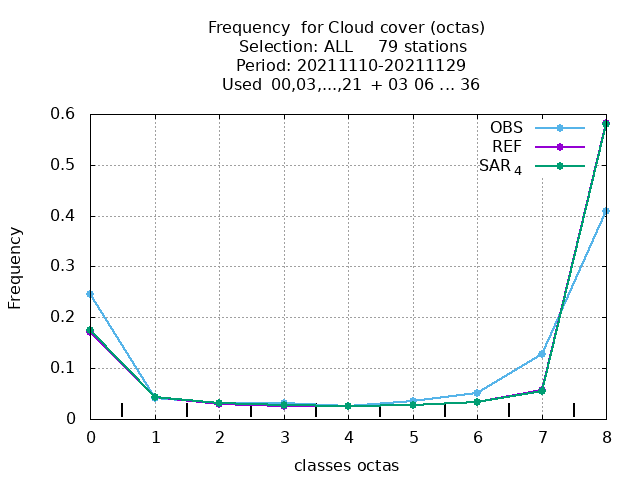 Frequency  for Cloud cover (octas)
Selection: ALL     79 stations
Period: 20211110-20211129
Used  00,03,...,21  + 03 06 ... 36
OBS
REF
SAR 4
Frequency
0.6
0.5
0.4
0.3
0.2
0.1
0
0 1 2 3 4 5 6 7 8
classes octas